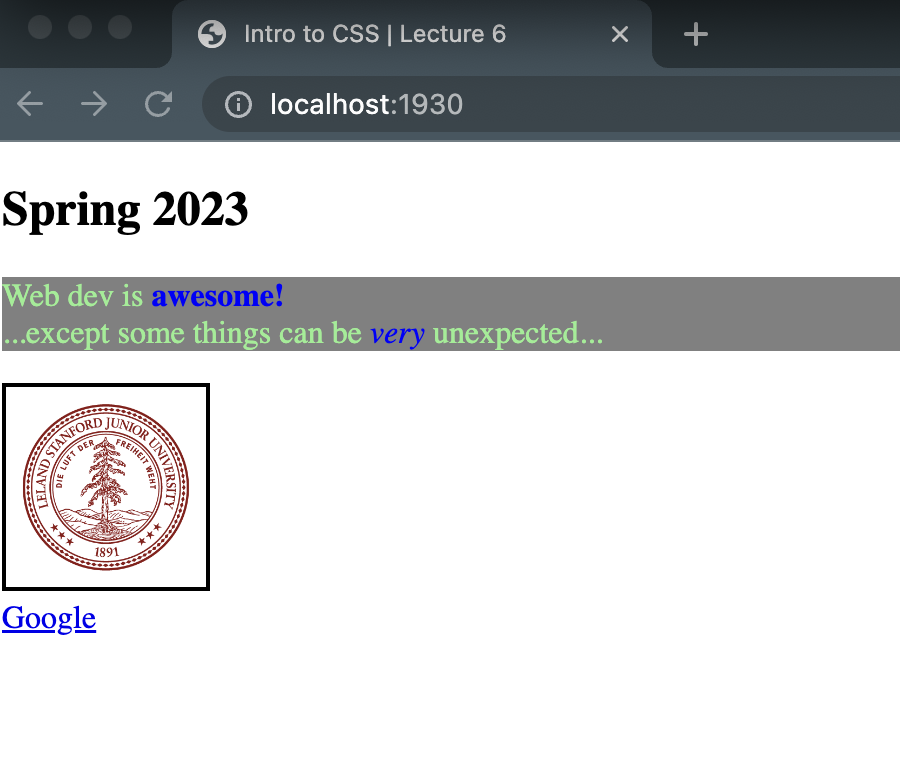 Intro to CSS | Lecture 6
localhost:1930
Spring 2023
Web dev is awesome!
...except some things can be very unexpected...
LELAND STANFORD JUNIOR UNIVERSITY
DIE LUFT DER FREIHEIT WEHT
1891
Google